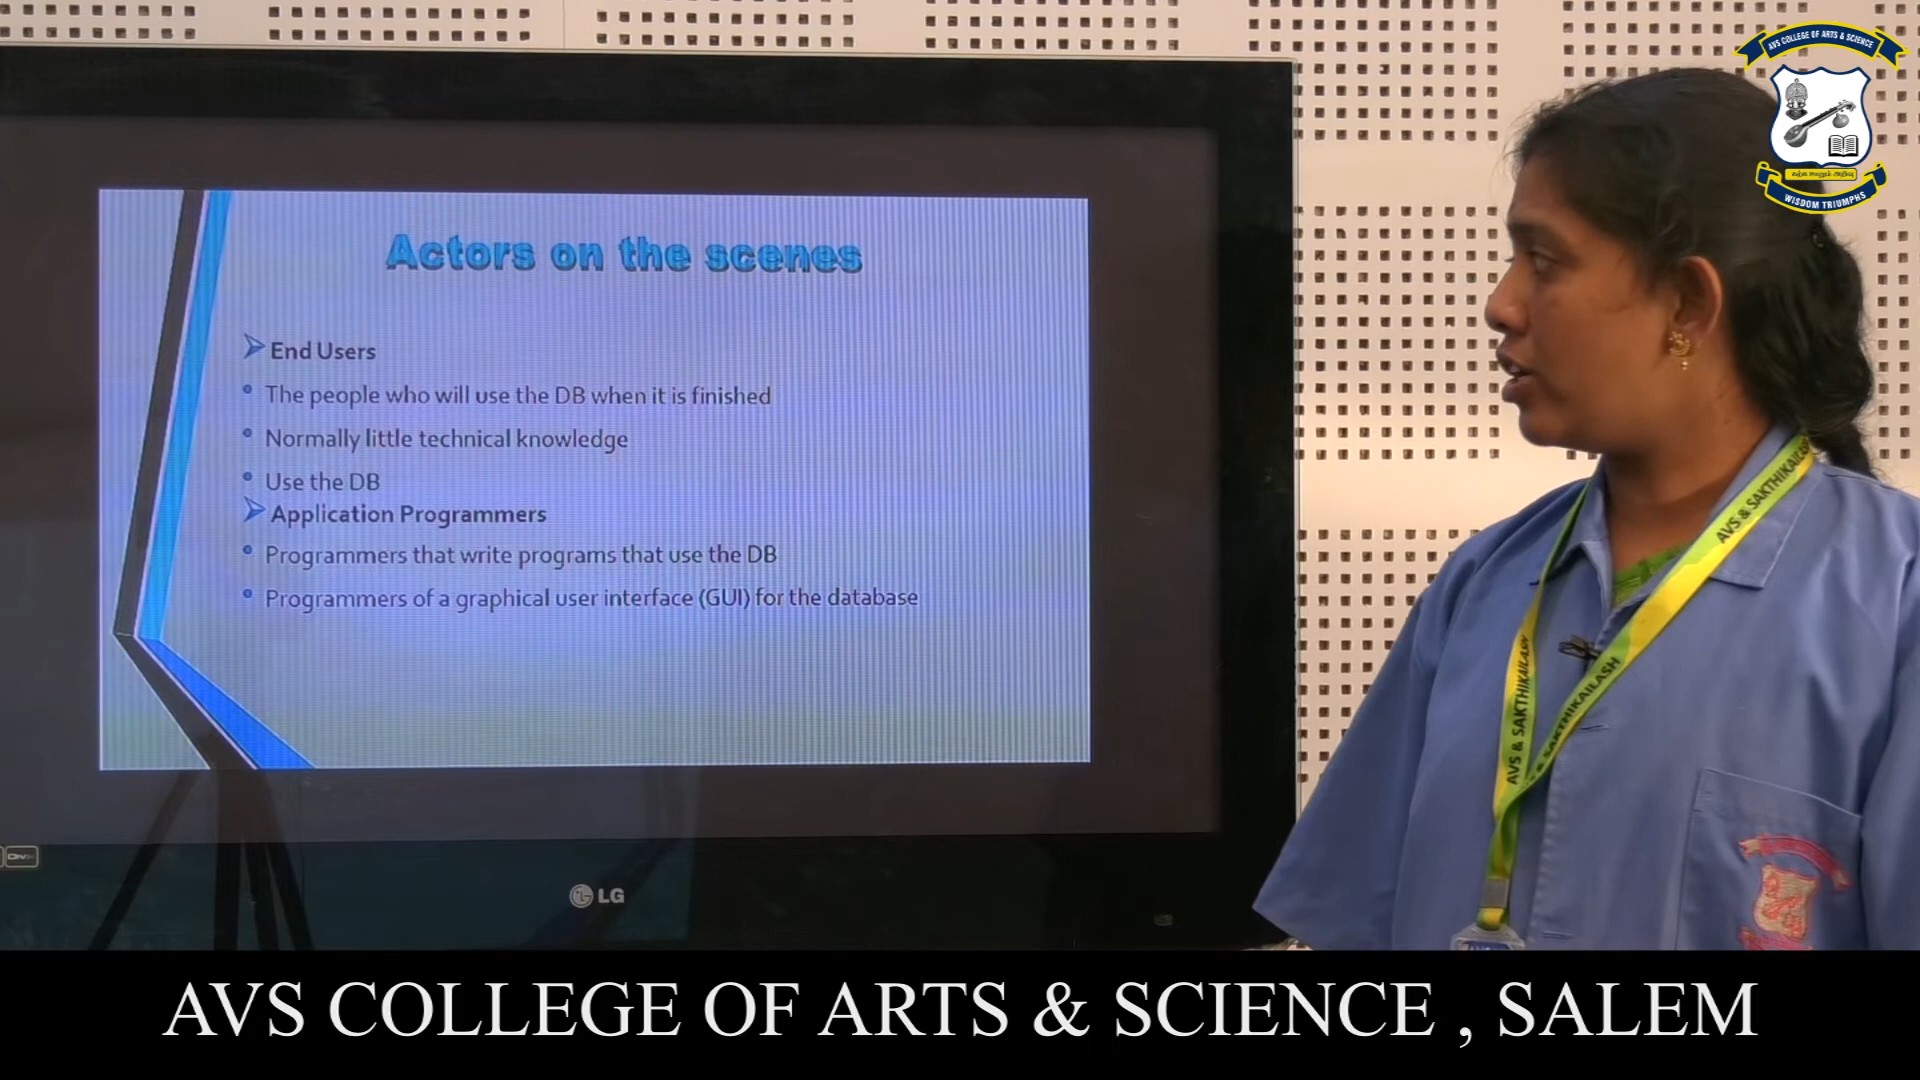 AVS COLLEGE OF ARTS & SCIENCE
WISDOM TRIUMPHS
Actors on the scenes
End Users
The people who will use the DB when it is finished
Normally little technical knowledge
Use the DB
Application Programmers
Programmers that write programs that use the DB
Programmers of a graphical user interface (GUI) for the database
AVS & SAKTHIKAILASH
AVS & SAKTHIKAILASH
& SAKTHIKAILASH
LG
AVS COLLEGE OF ARTS & SCIENCE , SALEM